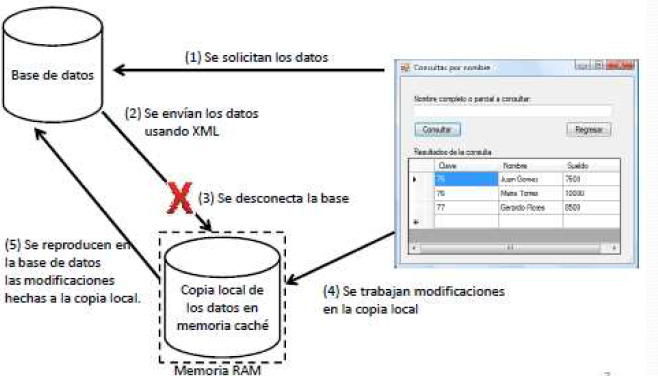 (1) Se solicitan los datos
Base de datos
(2) Se envían los datos
usando XML
X
(3) Se desconecta la base
(5) Se reproducen en
la base de datos
las modificaciones
hechas a la copia local.
Copia local de
los datos en
memoria caché
Memoria RAM
(4) Se trabajan modificaciones
en la copia local
Consultas por nombre
Nombre completo o parcial a consultar:
Consultar
Regresar
Resultados de la consulta
Clave Nombre Sueldo
75 Juan Gomez
76 Maria Torres 10000
77 Gerardo Flores
7